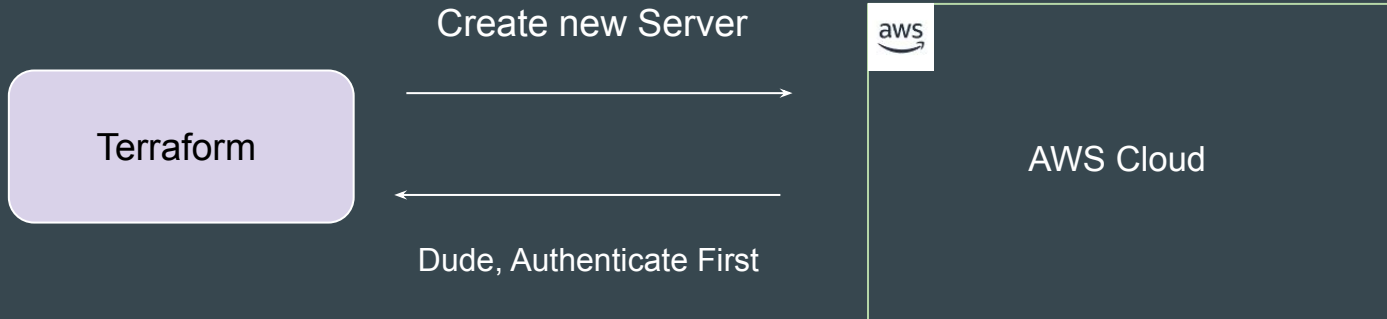 Create new Server
aws
Terraform
AWS Cloud
Dude, Authenticate First